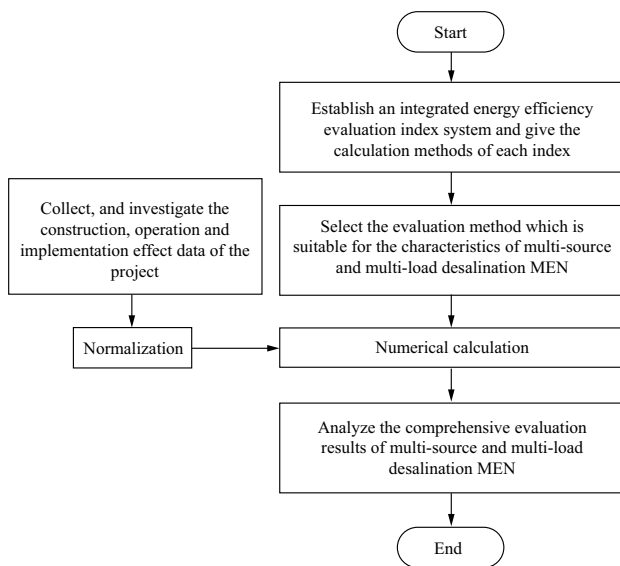 Start
Establish an integrated energy efficiency
evaluation index system and give the
calculation methods of each index
Collect, and investigate the
construction, operation and
implementation effect data of the
project
Select the evaluation method which is
suitable for the characteristics of multi-source
and multi-load desalination MEN
Normalization
Numerical calculation
Analyze the comprehensive evaluation
results of multi-source and multi-load
desalination MEN
End